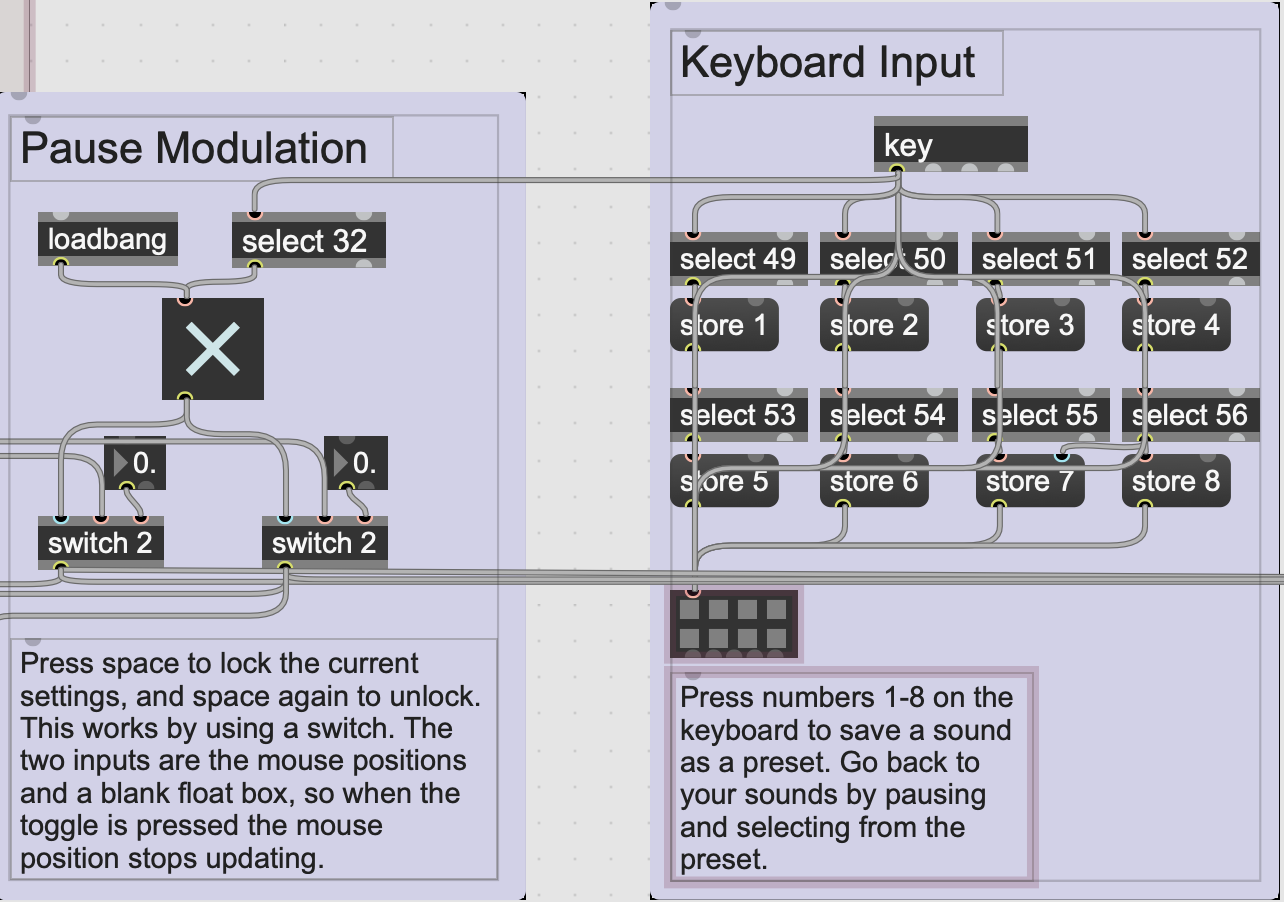 Pause Modulation
loadbang
select 32
0.
0.
switch 2
switch 2
Press space to lock the current
settings, and space again to unlock.
This works by using a switch. The
two inputs are the mouse positions
and a blank float box, so when the
toggle is pressed the mouse
position stops updating.
Keyboard Input
key
select 49
select 50
select 51
select 52
store 1
store 2
store 3
store 4
select 53
select 54
select 55
select 56
store 5
store 6
store 7
store 8
Press numbers 1-8 on the
keyboard to save a sound
as a preset. Go back to
your sounds by pausing
and selecting from the
preset.